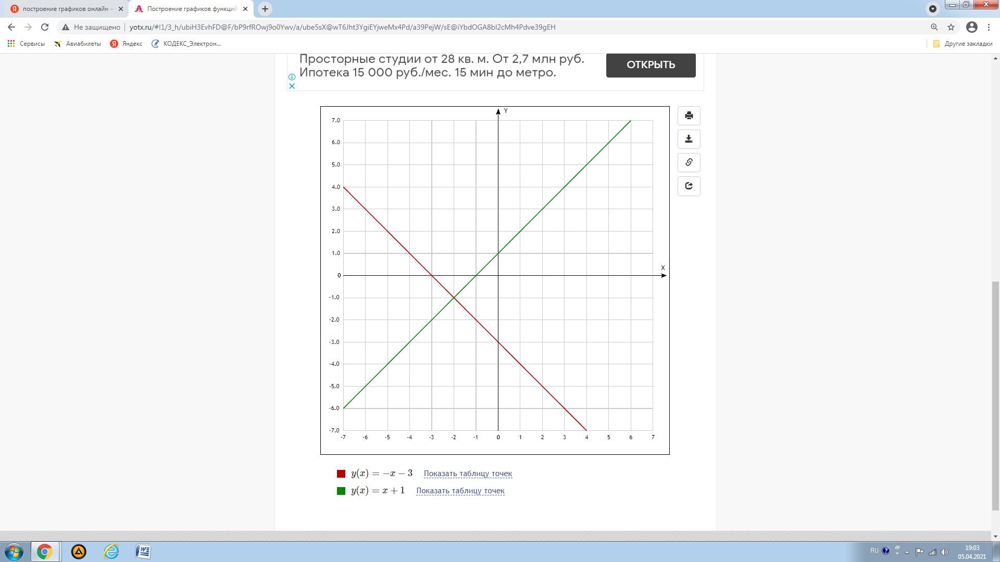 построение графиков онлайн –
Построение графиков функций
Не защищено
yotx.ru/#!1/3_h/ubiH3EvhFD@F/bP9rfROwj9o0Ywv/a/ube5sX@wT6Jht3YgiEYjweMx4Pd/a39PejW/sE@iYbdOGA8bI2cMh4Pdve39gEH
Сервисы
Авиабилеты
Яндекс
КОДЕКС_Электрон...
Другие закладки
Просторные студии от 28 кв. м. От 2,7 млн руб.
Ипотека 15 000 руб./мес. 15 мин до метро.
ОТКРЫТЬ
Y
7.0
6.0
5.0
4.0
3.0
2.0
1.0
X
0
-1.0
-2.0
-3.0
-4.0
-5.0
-6.0
-7.0
-7 -6 -5 -4 -3 -2 -1 0 1 2 3 4 5 6 7
y(x) = −x − 3 Показать таблицу точек
y(x) = x + 1 Показать таблицу точек
RU
19:03
05.04.2021